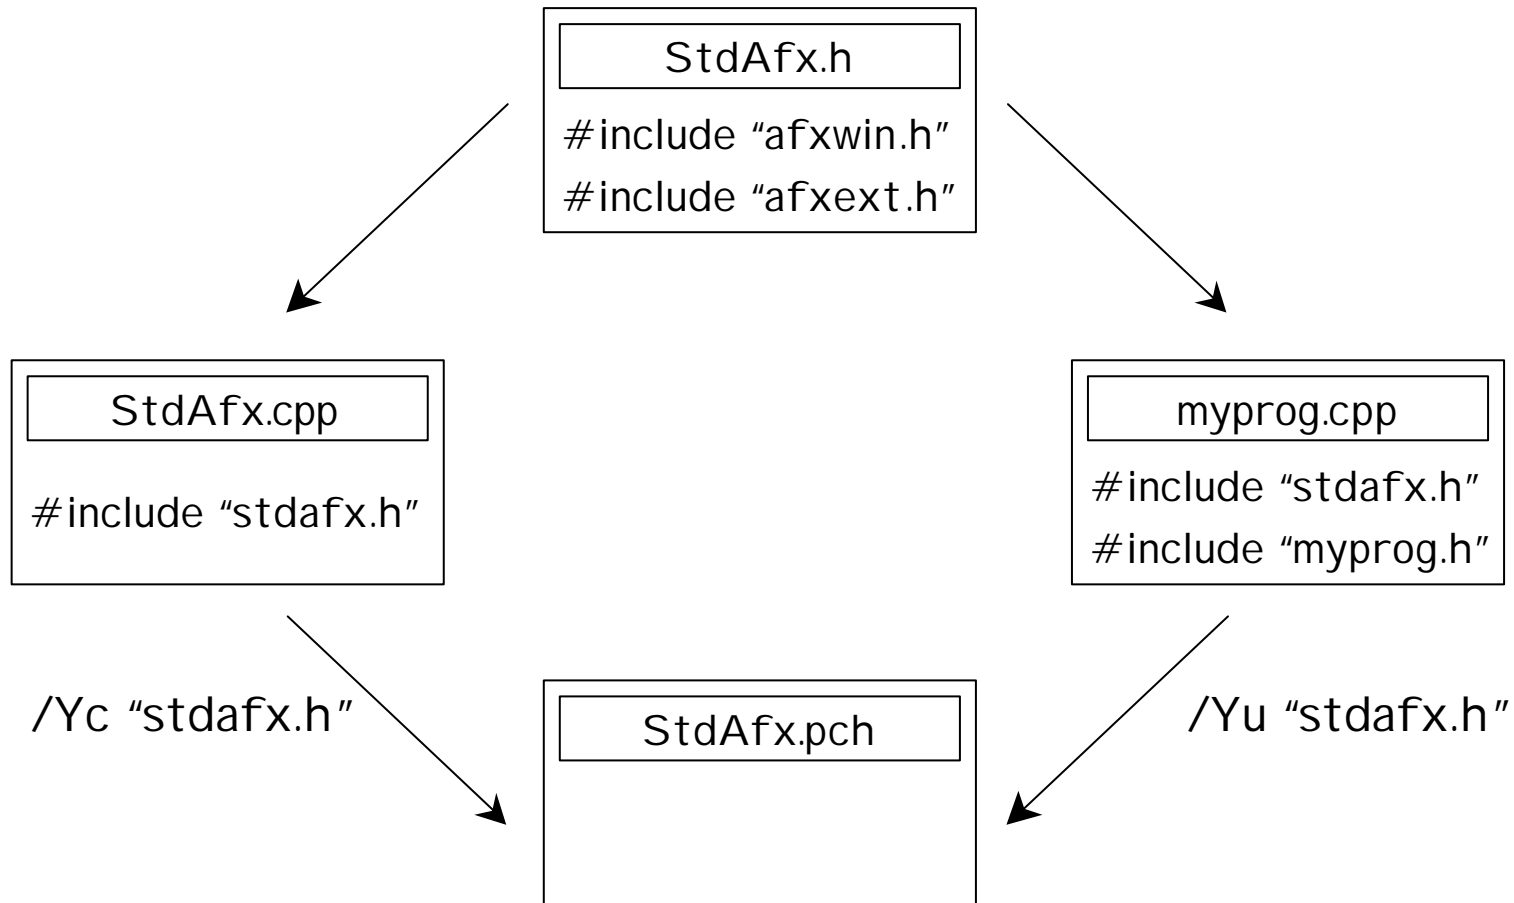 StdAfx.h
#include “afxwin.h”
#include “afxext.h”
StdAfx.cpp
#include “stdafx.h”
myprog.cpp
#include “stdafx.h”
#include “myprog.h”
/Yc “stdafx.h”
StdAfx.pch
/Yu “stdafx.h”